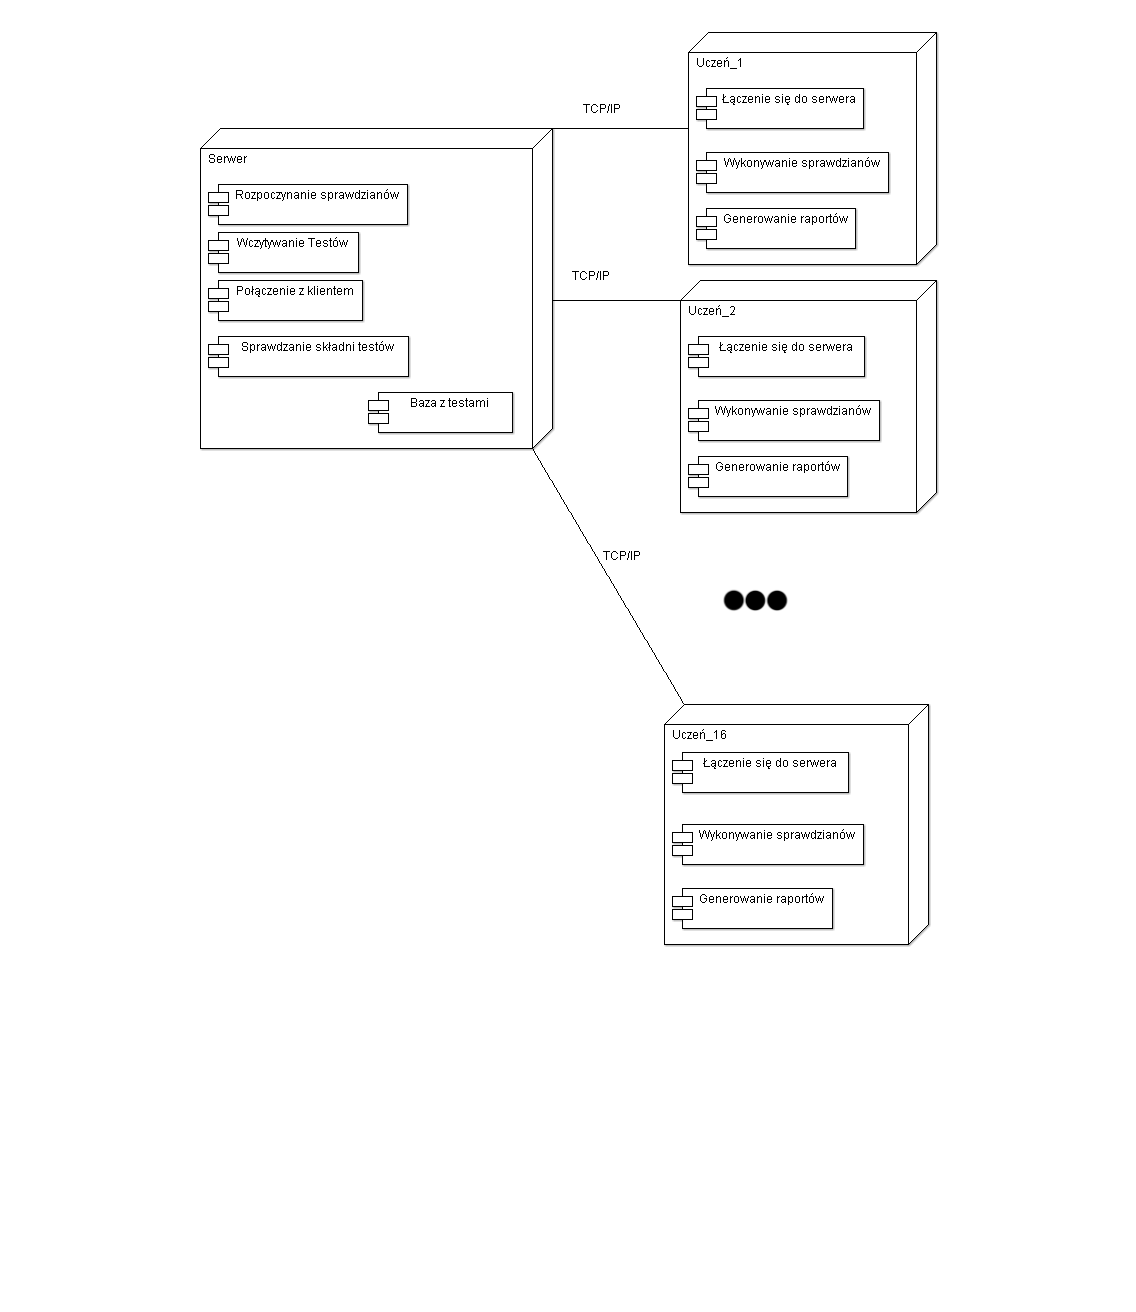 Uczeń_1
Łączenie się do serwera
Wykonywanie sprawdzianów
Generowanie raportów
TCP/IP
Serwer
Rozpoczynanie sprawdzianów
Wczytywanie Testów
Połączenie z klientem
Sprawdzanie składni testów
Baza z testami
TCP/IP
Uczeń_2
Łączenie się do serwera
Wykonywanie sprawdzianów
Generowanie raportów
TCP/IP
Uczeń_16
Łączenie się do serwera
Wykonywanie sprawdzianów
Generowanie raportów